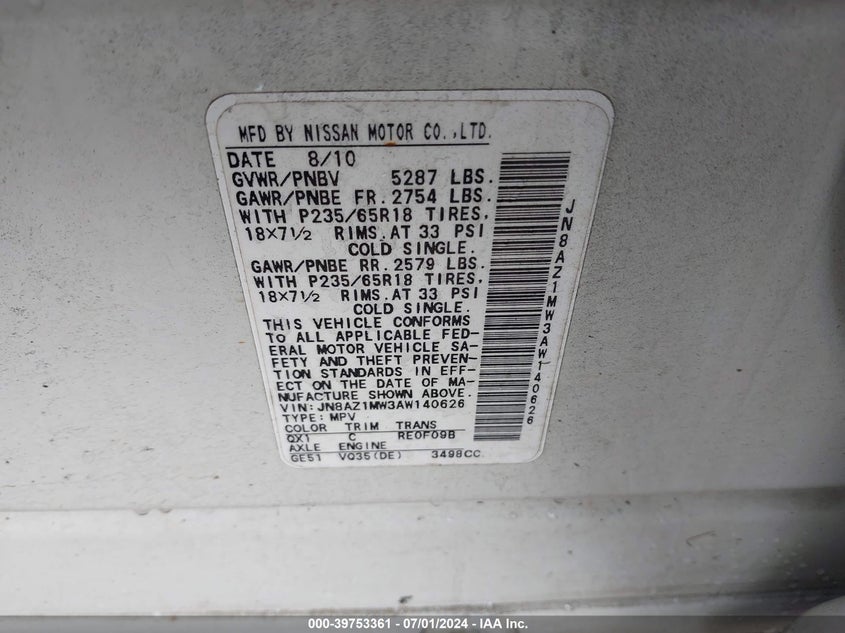 MFD BY NISSAN MOTOR CO.,LTD.
DATE 8/10
GVWR/PNBV 5287 LBS.
GAWR/PNBE FR. 2754 LBS.
WITH P235/65R18 TIRES,
18×7 1/2 RIMS. AT 33 PSI
COLD SINGLE.
GAWR/PNBE RR. 2579 LBS.
WITH P235/65R18 TIRES,
18×7 1/2 RIMS. AT 33 PSI
COLD SINGLE.
THIS VEHICLE CONFORMS
TO ALL APPLICABLE FED-
ERAL MOTOR VEHICLE SA-
FETY AND THEFT PREVEN-
TION STANDARDS IN EFF-
ECT ON THE DATE OF MA-
NUFACTURE SHOWN ABOVE.
VIN: JN8AZ1MW3AW140626
TYPE: MPV
COLOR TRIM TRANS
QX1 C RE0F09B
AXLE ENGINE
GE51 VQ35(DE) 3498CC
JN8AZ1MW3AW140626
000-39753361 - 07/01/2024 - IAA Inc.